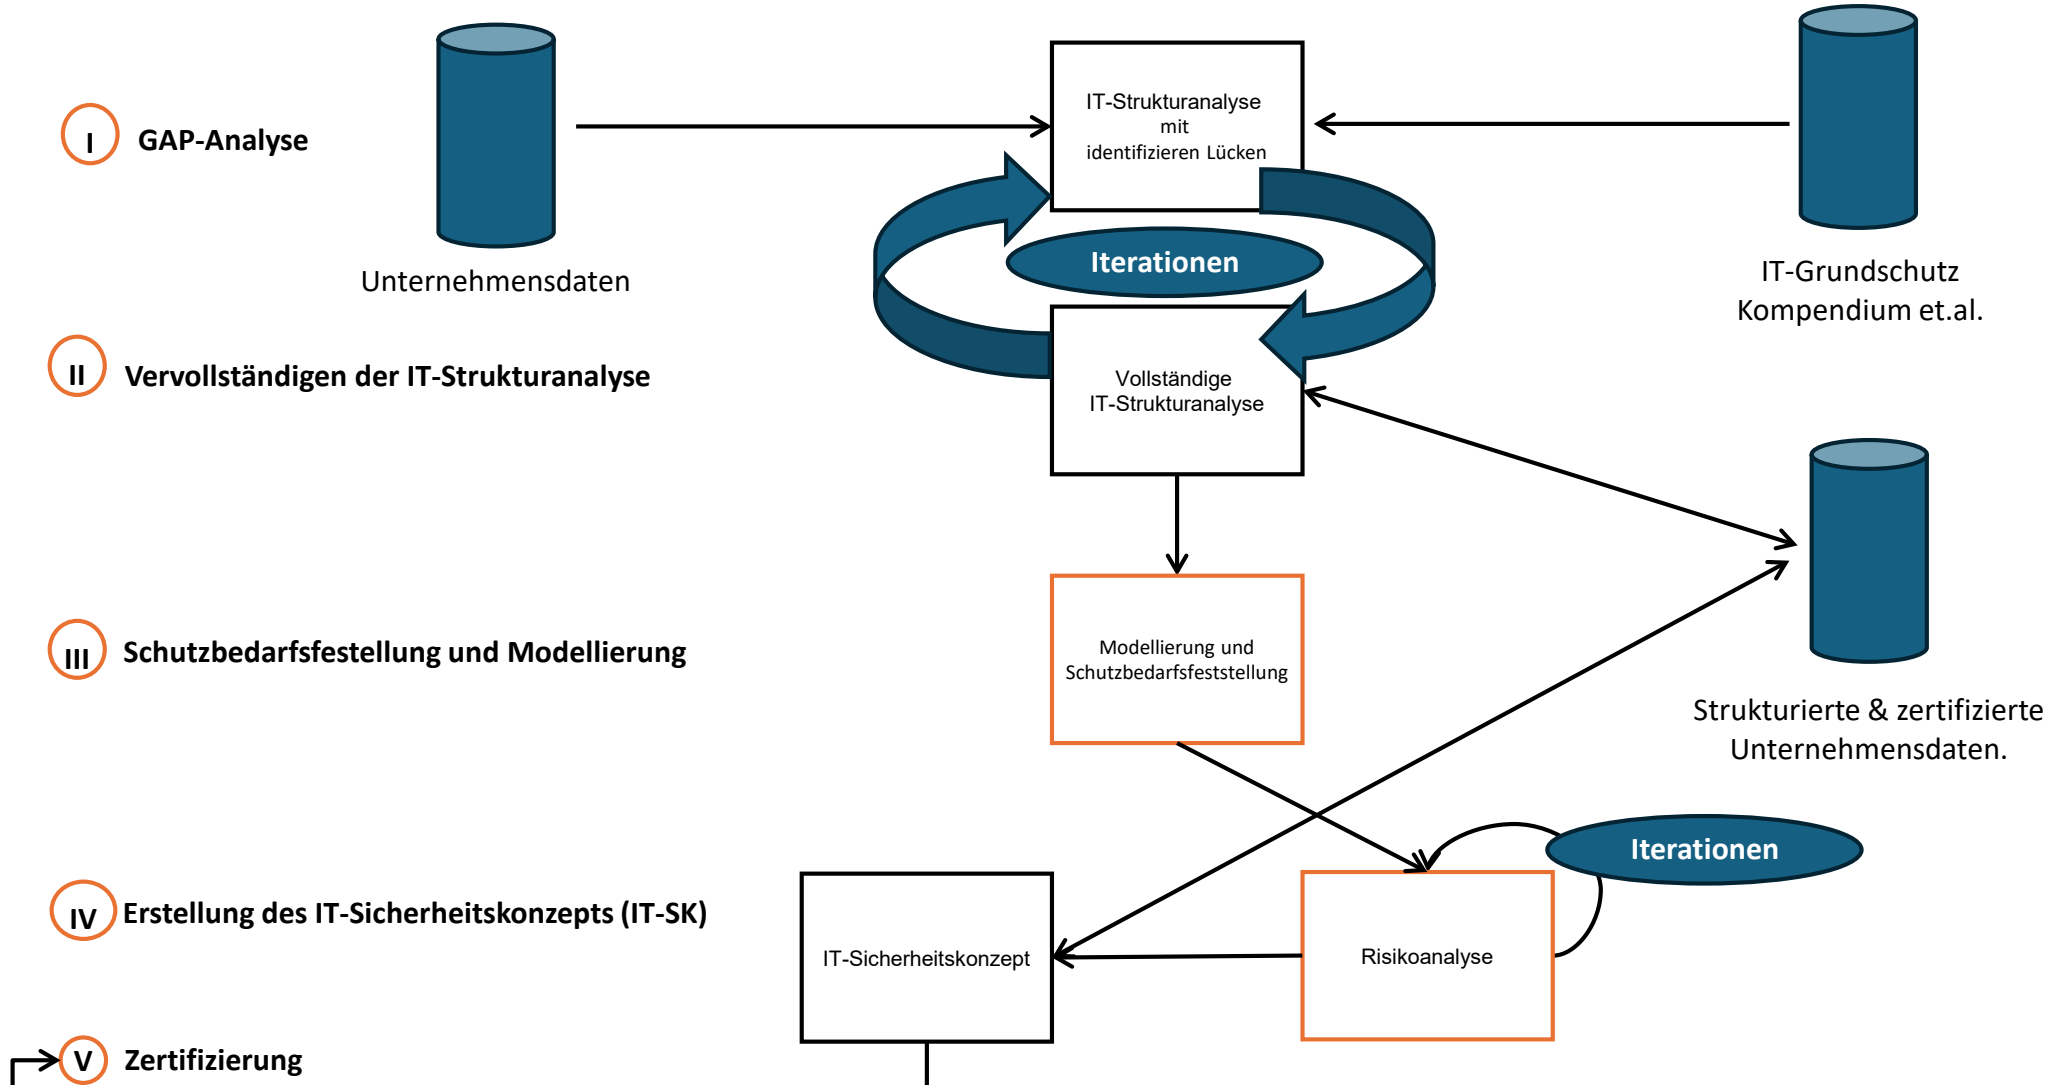 I
GAP-Analyse
Unternehmensdaten
IT-Strukturanalyse
mit
identifizieren Lücken
IT-Grundschutz
Kompendium et.al.
Iterationen
II
Vervollständigen der IT-Strukturanalyse
Vollständige
IT-Strukturanalyse
III
Schutzbedarfsfestellung und Modellierung
Modellierung und
Schutzbedarfsfeststellung
Strukturierte & zertifizierte
Unternehmensdaten.
Iterationen
IV
Erstellung des IT-Sicherheitskonzepts (IT-SK)
IT-Sicherheitskonzept
Risikoanalyse
V
Zertifizierung